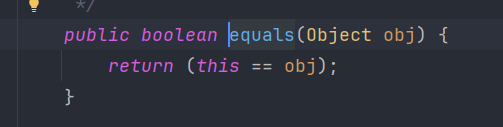 */
public boolean equals(Object obj) {
return (this == obj);
}